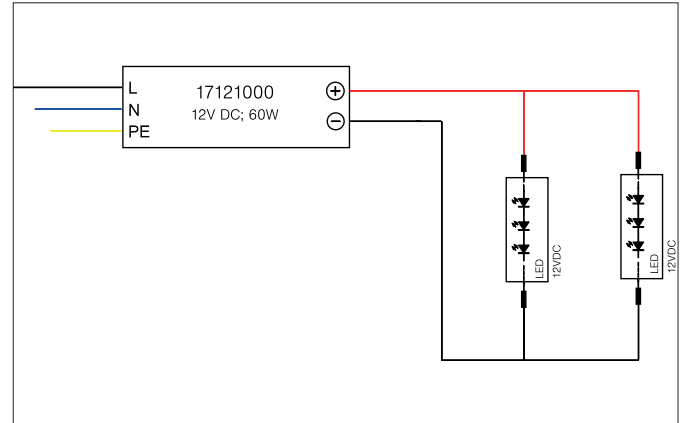 L
N
PE
17121000
12V DC; 60W
+
−
LED
12VDC
LED
12VDC